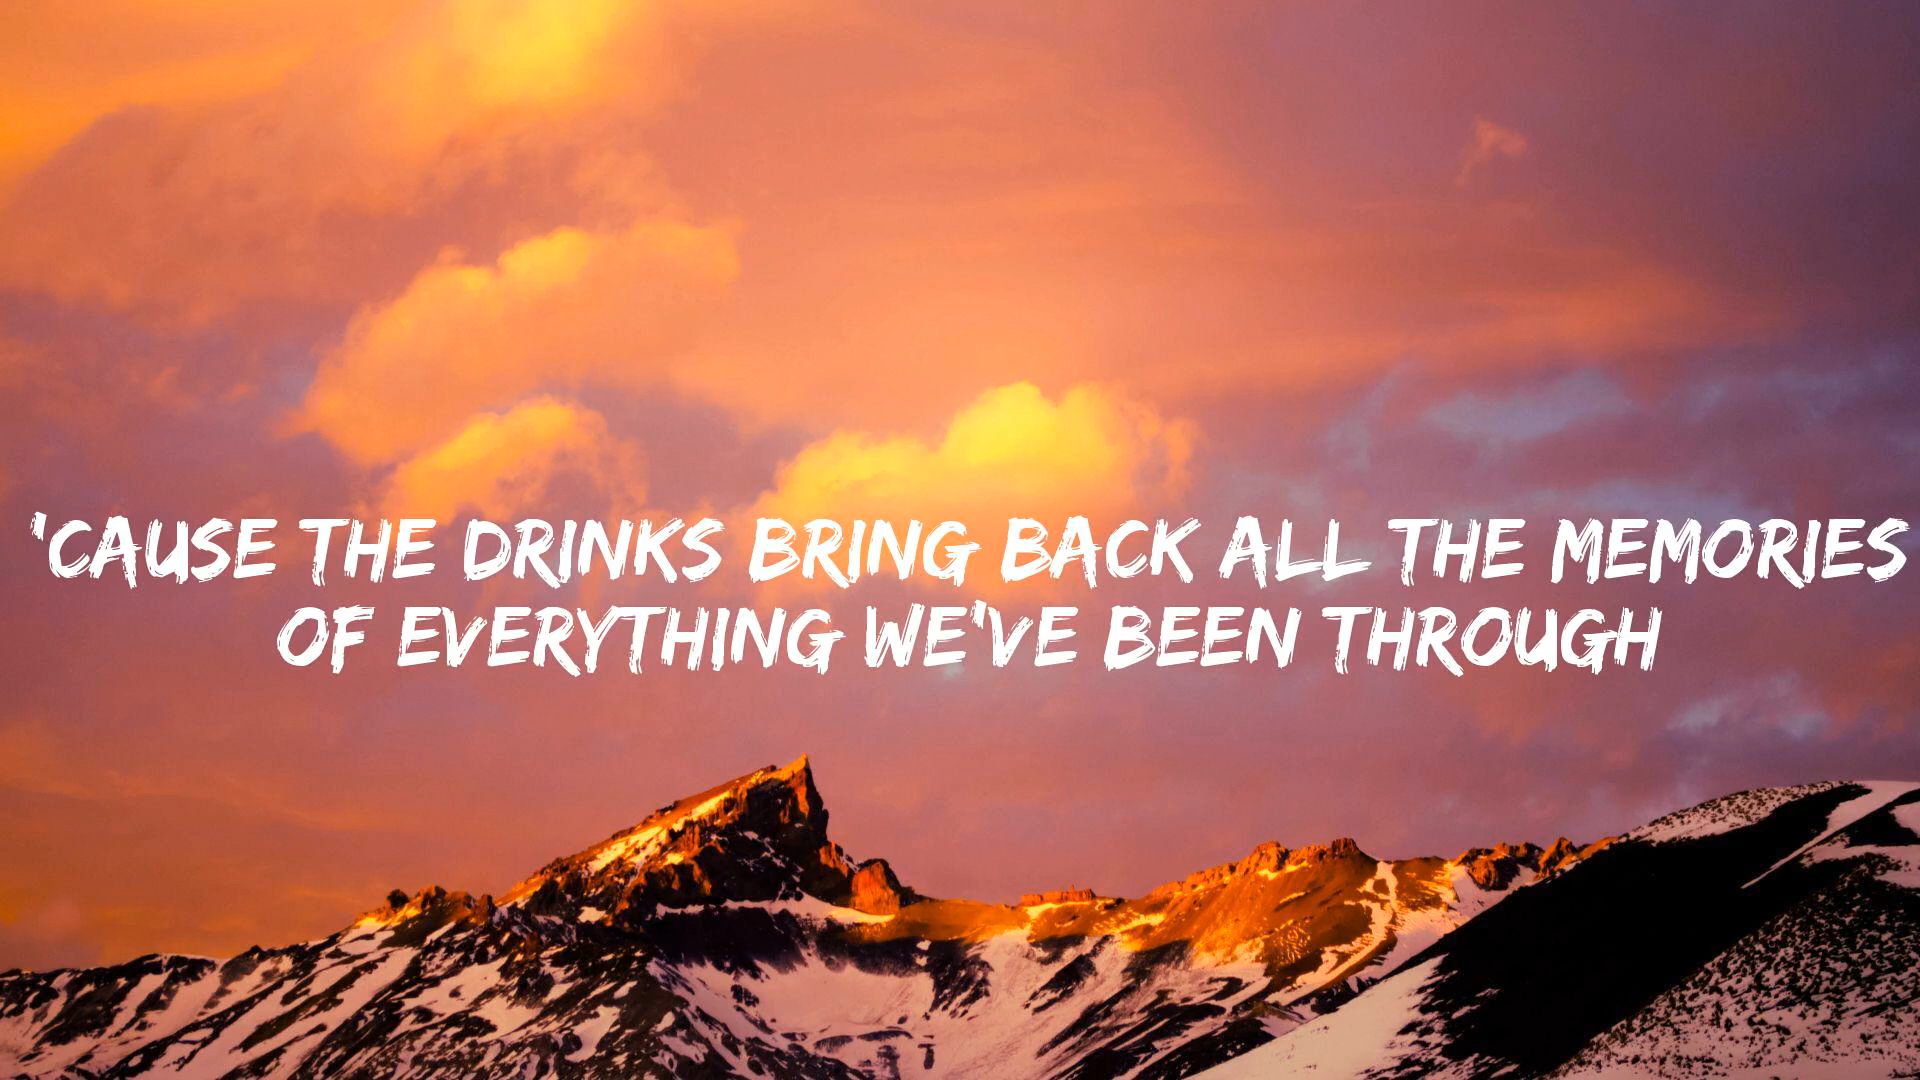 'CAUSE THE DRINKS BRING BACK ALL THE MEMORIES
OF EVERYTHING WE'VE BEEN THROUGH